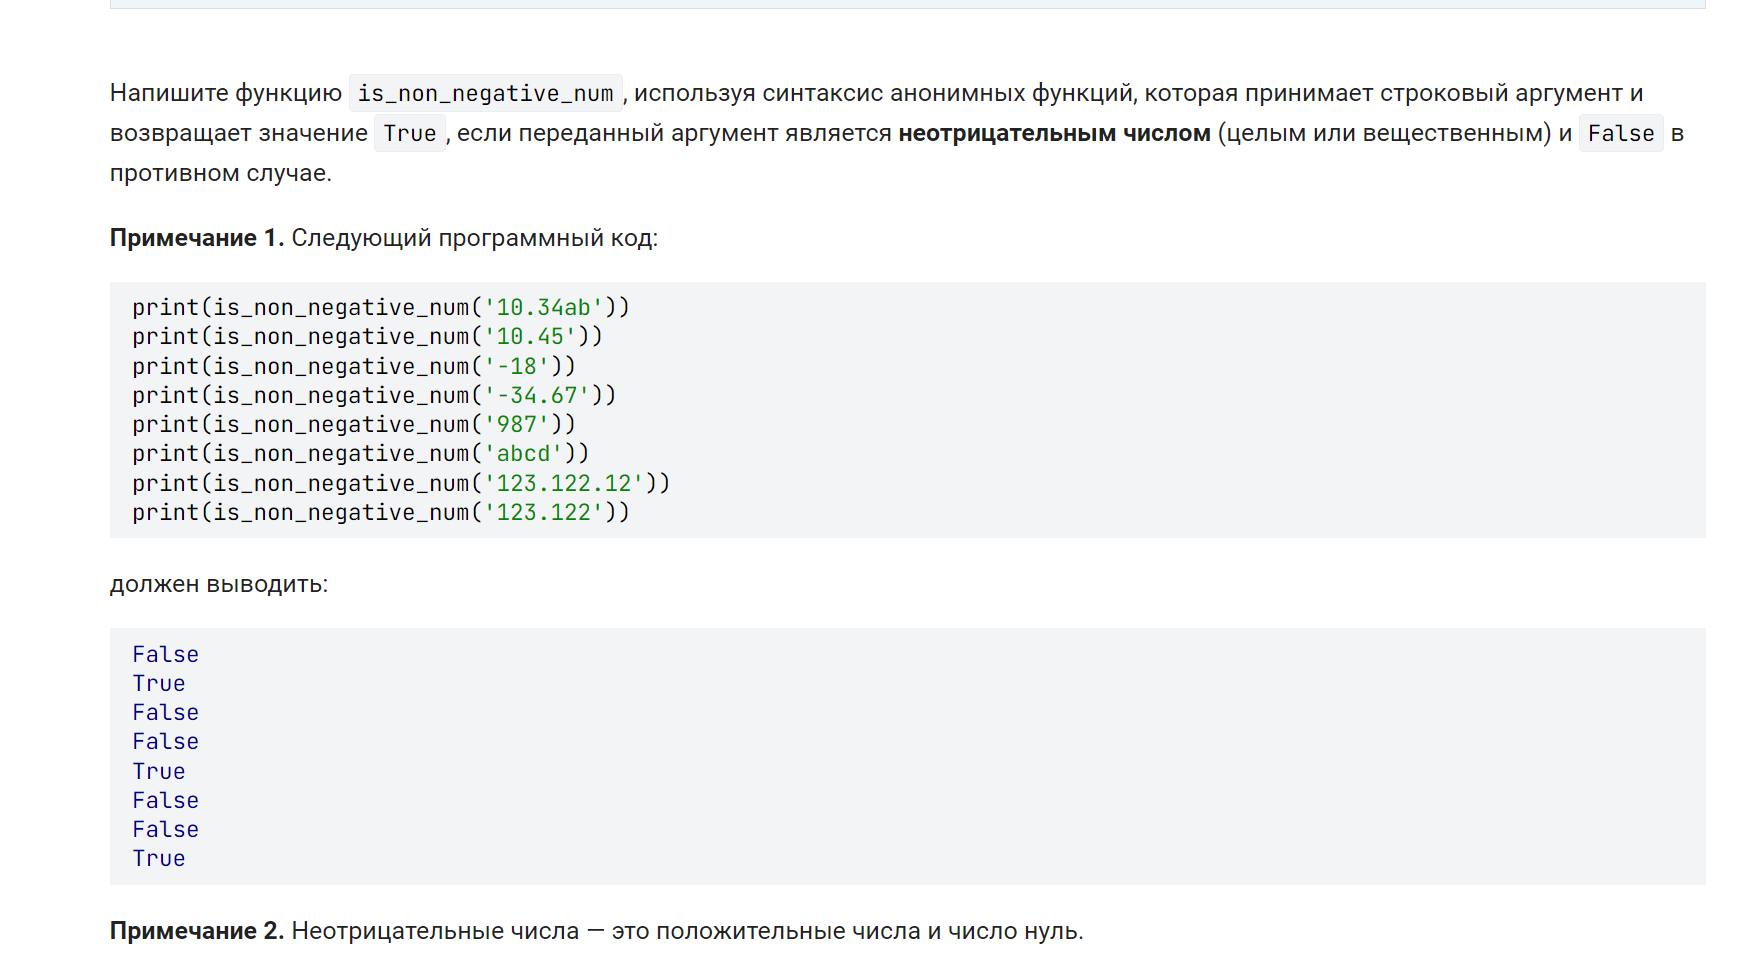 Напишите функцию is_non_negative_num, используя синтаксис анонимных функций, которая принимает строковый аргумент и
возвращает значение True, если переданный аргумент является неотрицательным числом (целым или вещественным) и False в
противном случае.
Примечание 1. Следующий программный код:
print(is_non_negative_num('10.34ab'))
print(is_non_negative_num('10.45'))
print(is_non_negative_num('-18'))
print(is_non_negative_num('-34.67'))
print(is_non_negative_num('987'))
print(is_non_negative_num('abcd'))
print(is_non_negative_num('123.122.12'))
print(is_non_negative_num('123.122'))
должен выводить:
False
True
False
False
True
False
False
True
Примечание 2. Неотрицательные числа — это положительные числа и число нуль.